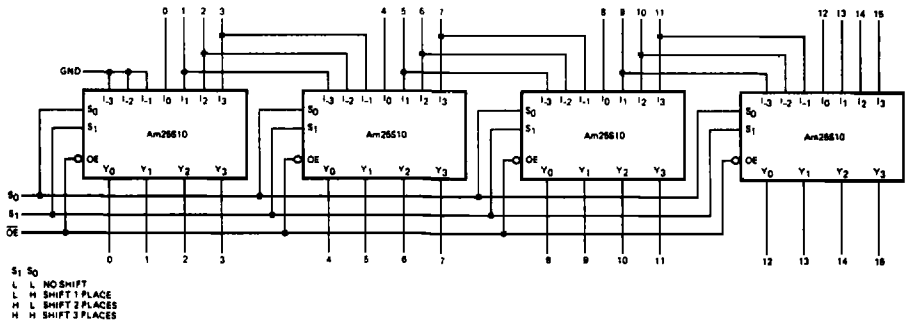 0 1 2 3 4 5 6 7 8 9 10 11 12 13 14 15
GND
I-3 I-2 I-1 I0 I1 I2 I3
S0
S1
OE
Am25S10
Y0 Y1 Y2 Y3
I-3 I-2 I-1 I0 I1 I2 I3
S0
S1
OE
Am25S10
Y0 Y1 Y2 Y3
I-3 I-2 I-1 I0 I1 I2 I3
S0
S1
OE
Am25S10
Y0 Y1 Y2 Y3
I-3 I-2 I-1 I0 I1 I2 I3
S0
S1
OE
Am25S10
Y0 Y1 Y2 Y3
S0
S1
OE
0 1 2 3 4 5 6 7 8 9 10 11 12 13 14 15
S1 S0
L L NO SHIFT
L H SHIFT 1 PLACE
H L SHIFT 2 PLACES
H H SHIFT 3 PLACES